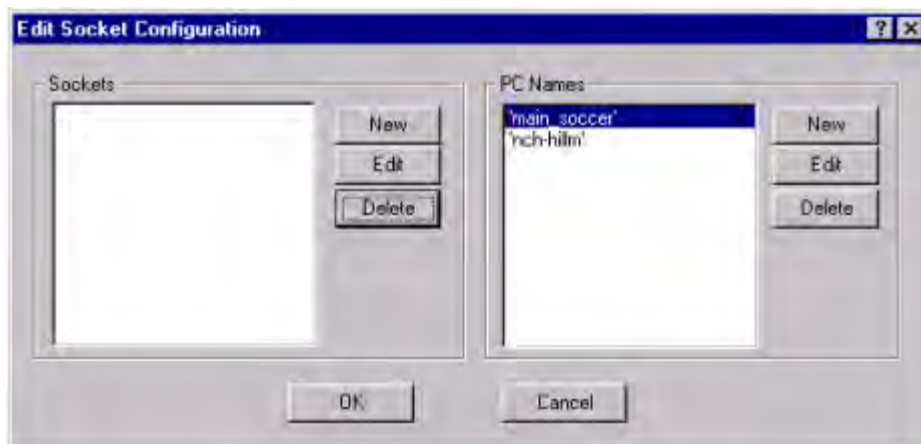 Edit Socket Configuration
Sockets
New
Edit
Delete
PC Names
'main_soccer'
'nch-hillm'
New
Edit
Delete
OK
Cancel